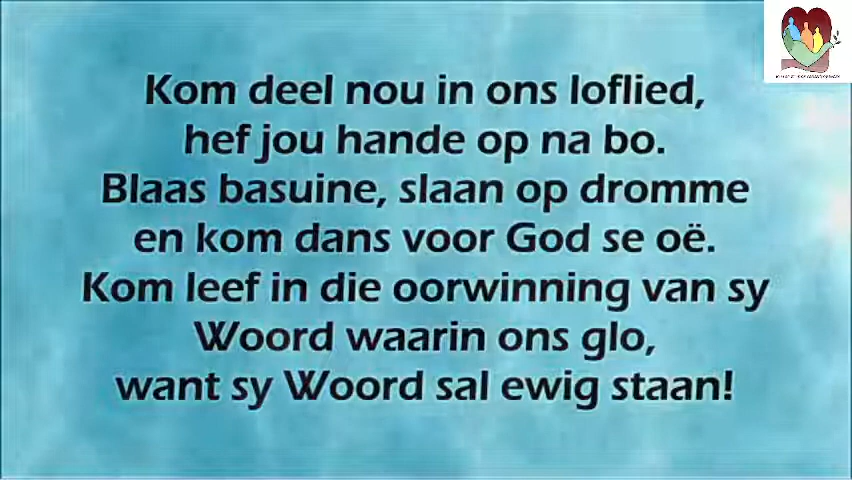 Kom deel nou in ons loflied,
hef jou hande op na bo.
Blaas basuine, slaan op dromme
en kom dans voor God se oë.
Kom leef in die oorwinning van sy
Woord waarin ons glo,
want sy Woord sal ewig staan!